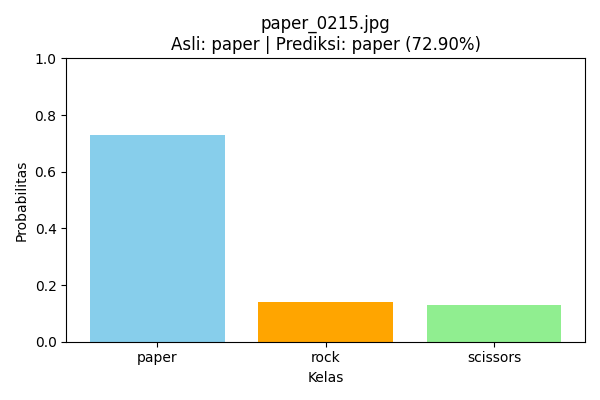 paper_0215.jpg
Asli: paper | Prediksi: paper (72.90%)
1.0
0.8
0.6
0.4
0.2
0.0
Probabilitas
paper rock scissors
Kelas